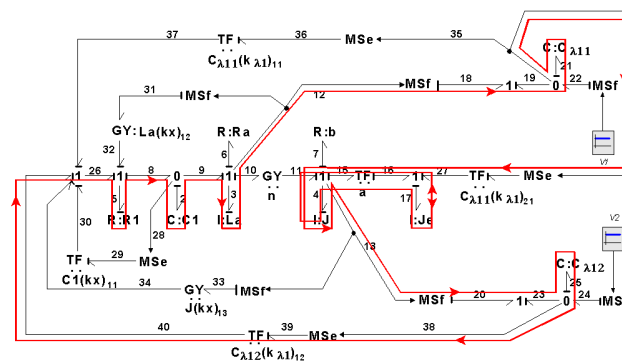 37 TF 36 MSe 35 C:Cλ11
Cλ11(kλ1)11 21
31 MSf 12 MSf 18 1 19 0 22 MSf
GY:La(kx)12 R:Ra R:b
32 6 7 V1
1 26 1 8 0 9 1 10 GY 11 1 15 TF 16 1 27 TF MSe
n a
5 2 3 4 17 Cλ11(kλ1)21
R:R1 C:C1 I:La I:J I:Je
30 28 V2
TF 29 MSe 13 C:Cλ12
C1(kx)11 34 GY 33 MSf 25
J(kx)13 MSf 20 1 23 0 24 MS
40 TF 39 MSe 38
Cλ12(kλ1)12